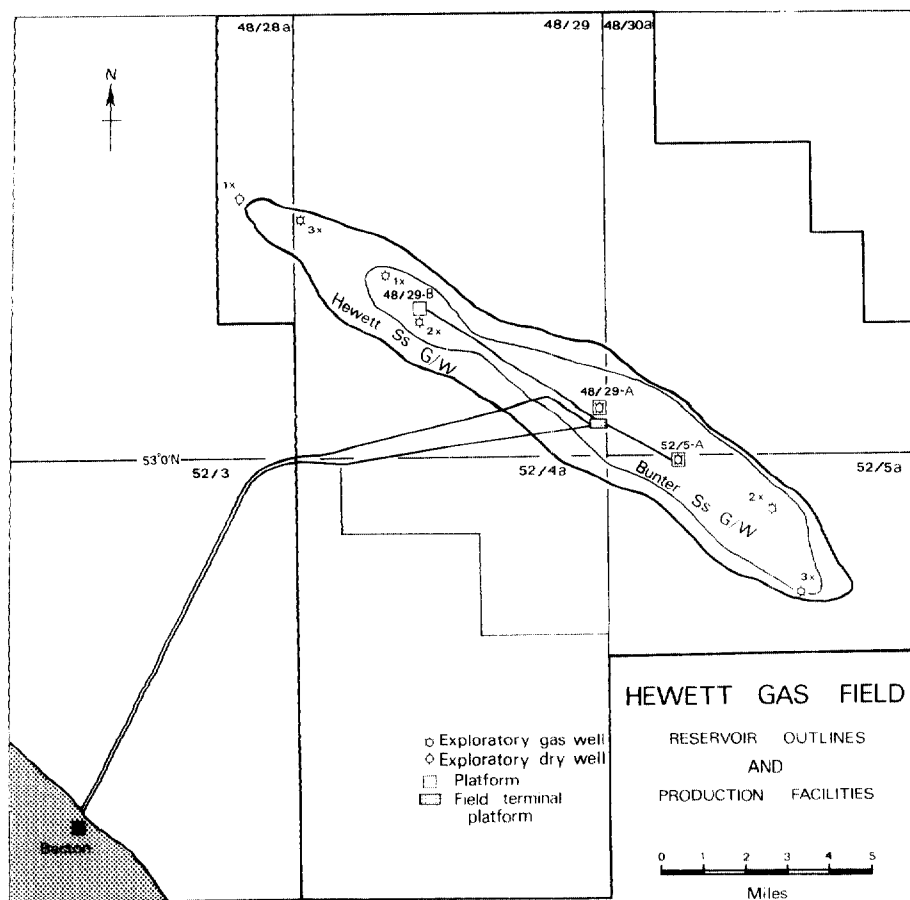 48/28a
48/29
48/30a
N
1x
3x
1x
48/29-B
2x
Hewett Ss G/W
48/29-A
52/5-A
53°0'N
52/3
52/4a
52/5a
Bunter Ss G/W
2x
3x
HEWETT GAS FIELD
RESERVOIR OUTLINES
AND
PRODUCTION FACILITIES
Exploratory gas well
Exploratory dry well
Platform
Field terminal
platform
Bacton
0 1 2 3 4 5
Miles